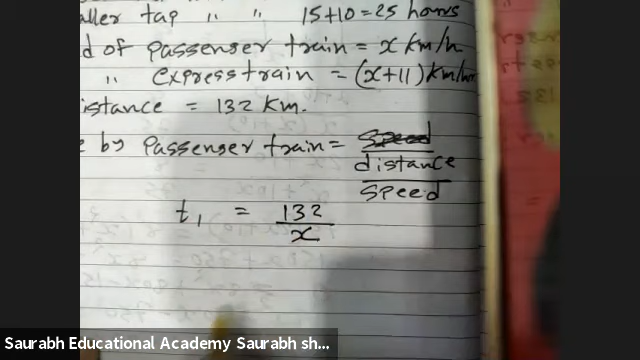 aller tap " " 15+10=25 hours
d of passenger train = x km/h
" express train = (x+11) km/hr
istance = 132 km.
e by passenger train = speed
distance
speed
t₁ = 132
x
Saurabh Educational Academy Saurabh sh...